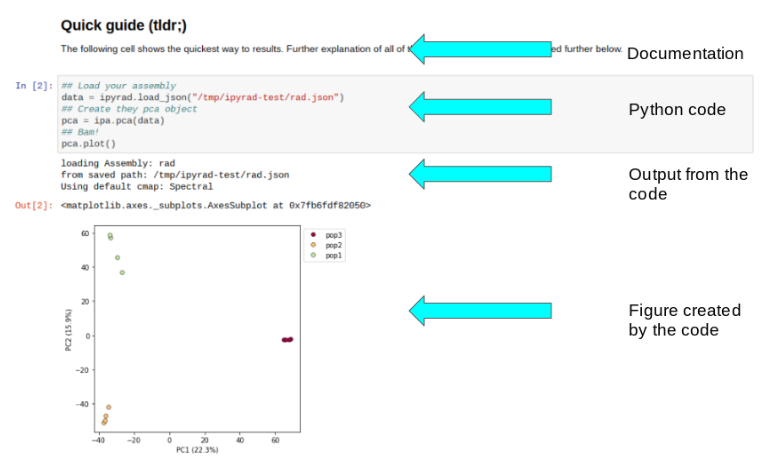 Quick guide (tldr;)
The following cell shows the quickest way to results. Further explanation of all of ed further below.
Documentation
In [2]:
## Load your assembly
data = ipyrad.load_json("/tmp/ipyrad-test/rad.json")
## Create they pca object
pca = ipa.pca(data)
## Bam!
pca.plot()
Python code
loading Assembly: rad
from saved path: /tmp/ipyrad-test/rad.json
Using default cmap: Spectral
Output from the
code
Out[2]: <matplotlib.axes._subplots.AxesSubplot at 0x7fb6fdf82050>
60
40
20
0
−20
−40
PC2 (15.9%)
pop3
pop2
pop1
−40 −20 0 20 40 60
PC1 (22.3%)
Figure created
by the code